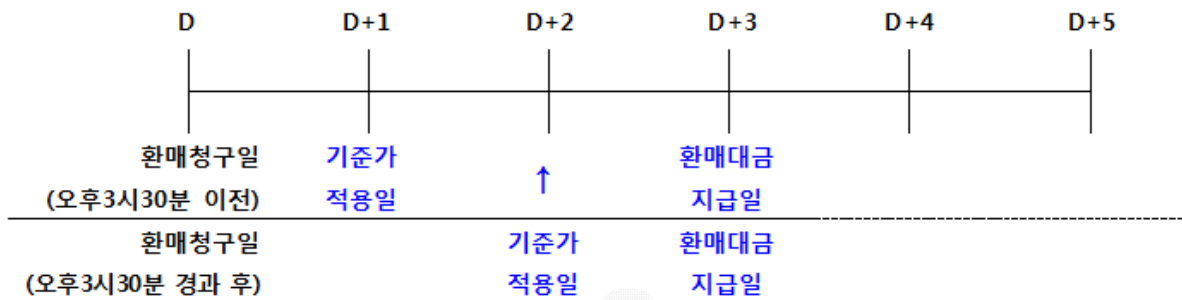 D D+1 D+2 D+3 D+4 D+5
환매청구일 기준가 환매대금
(오후3시30분 이전) 적용일 ↑ 지급일
환매청구일 기준가 환매대금
(오후3시30분 경과 후) 적용일 지급일